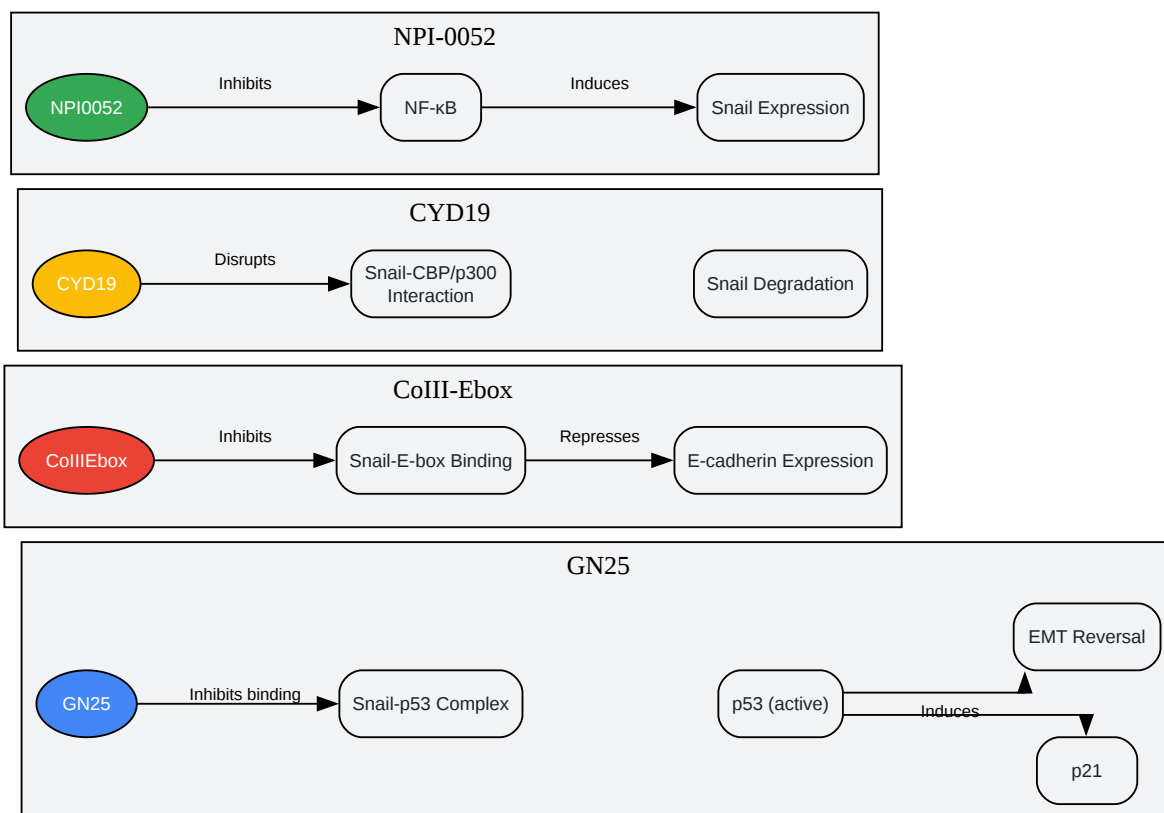 NPI-0052
NPI0052
Inhibits
NF-κB
Induces
Snail Expression
CYD19
CYD19
Disrupts
Snail-CBP/p300
Interaction
Snail Degradation
CoIII-Ebox
CoIIIEbox
Inhibits
Snail-E-box Binding
Represses
E-cadherin Expression
GN25
GN25
Inhibits binding
Snail-p53 Complex
p53 (active)
Induces
EMT Reversal
p21